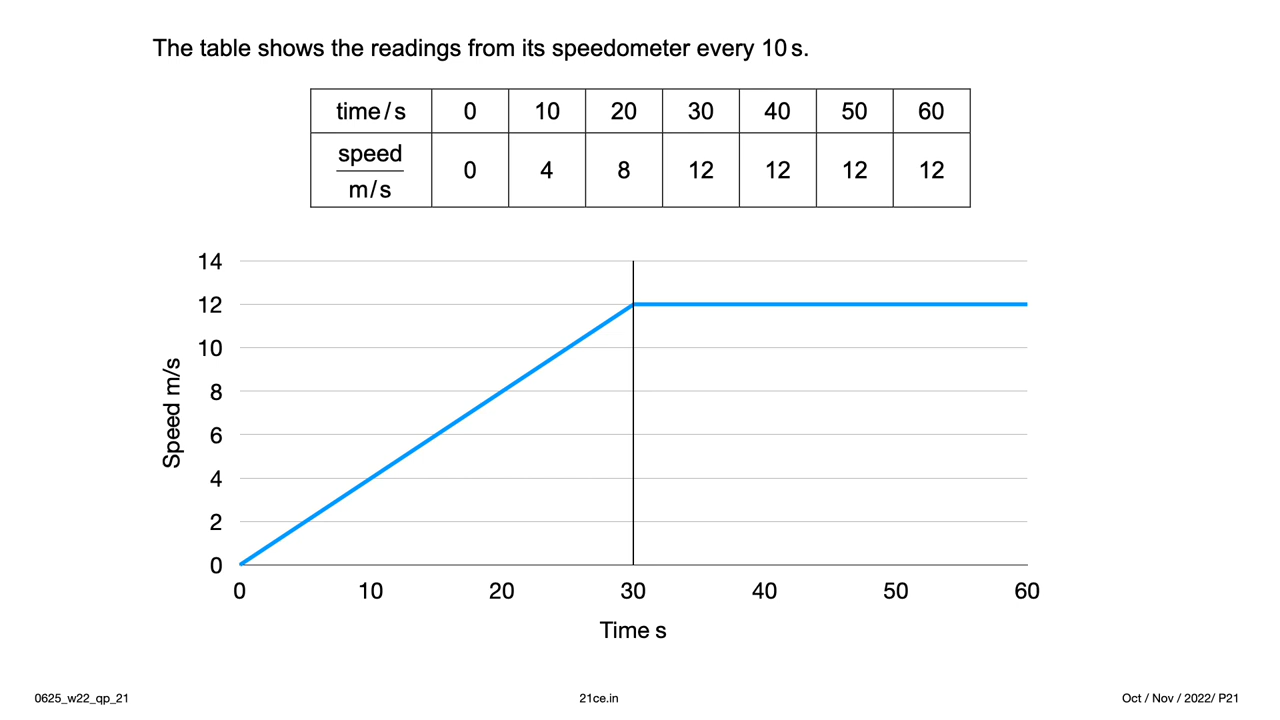 The table shows the readings from its speedometer every 10 s.
time / s 0 10 20 30 40 50 60
speed
m / s 0 4 8 12 12 12 12
14
12
10
8
6
4
2
0
Speed m/s
0 10 20 30 40 50 60
Time s
0625_w22_qp_21 21ce.in Oct / Nov / 2022/ P21